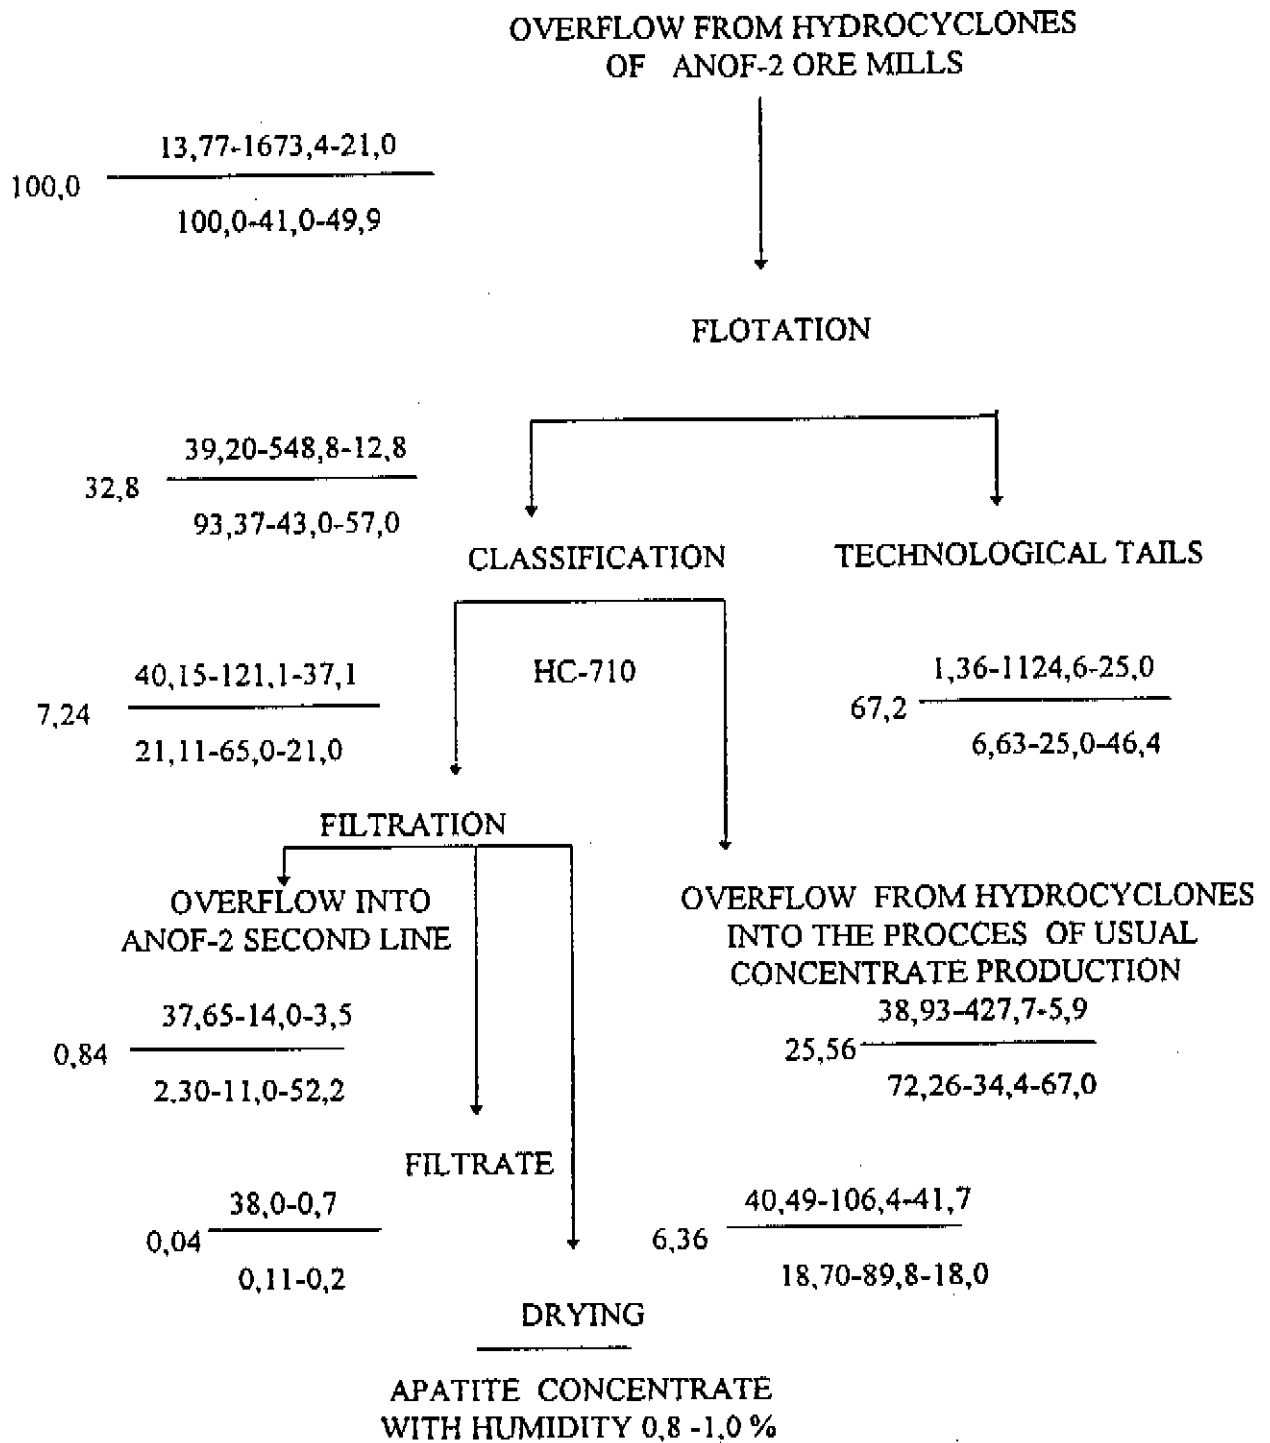 OVERFLOW FROM HYDROCYCLONES
OF ANOF-2 ORE MILLS
13,77-1673,4-21,0
100,0
100,0-41,0-49,9
FLOTATION
39,20-548,8-12,8
32,8
93,37-43,0-57,0
CLASSIFICATION
TECHNOLOGICAL TAILS
40,15-121,1-37,1
7,24
21,11-65,0-21,0
HC-710
1,36-1124,6-25,0
67,2
6,63-25,0-46,4
FILTRATION
OVERFLOW INTO
ANOF-2 SECOND LINE
OVERFLOW FROM HYDROCYCLONES
INTO THE PROCCES OF USUAL
CONCENTRATE PRODUCTION
37,65-14,0-3,5
0,84
2,30-11,0-52,2
38,93-427,7-5,9
25,56
72,26-34,4-67,0
FILTRATE
38,0-0,7
0,04
0,11-0,2
40,49-106,4-41,7
6,36
18,70-89,8-18,0
DRYING
APATITE CONCENTRATE
WITH HUMIDITY 0,8 -1,0 %